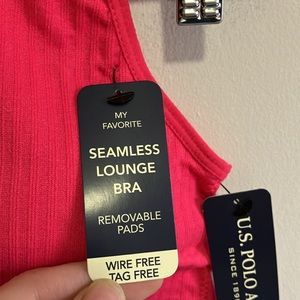 MY
FAVORITE
SEAMLESS
LOUNGE
BRA
REMOVABLE
PADS
WIRE FREE
TAG FREE
U.S. POLO A
SINCE 189